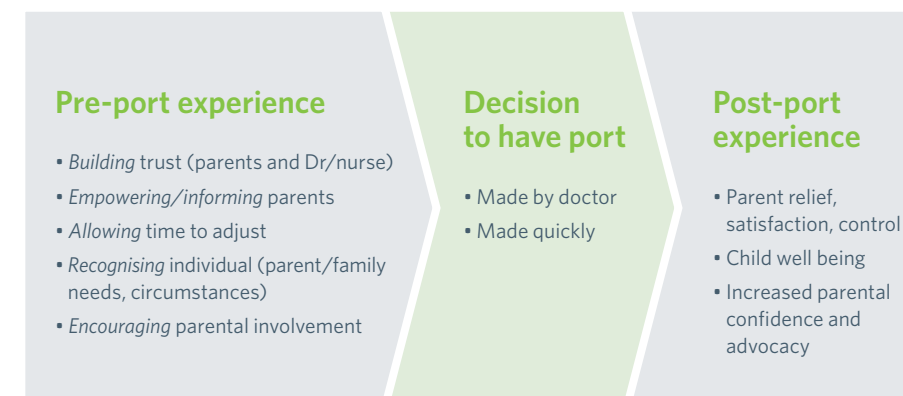 Pre-port experience
• Building trust (parents and Dr/nurse)
• Empowering/informing parents
• Allowing time to adjust
• Recognising individual (parent/family
needs, circumstances)
• Encouraging parental involvement
Decision
to have port
• Made by doctor
• Made quickly
Post-port
experience
• Parent relief,
satisfaction, control
• Child well being
• Increased parental
confidence and
advocacy